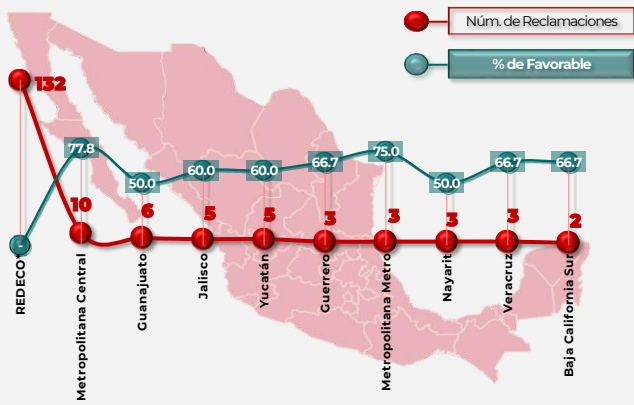 Núm. de Reclamaciones
% de Favorable
132
77.8
50.0
60.0
60.0
66.7
75.0
50.0
66.7
66.7
10
6
5
5
3
3
3
3
2
-
REDECO*
Metropolitana Central
Guanajuato
Jalisco
Yucatán
Guerrero
Metropolitana Metro
Nayarit
Veracruz
Baja California Sur